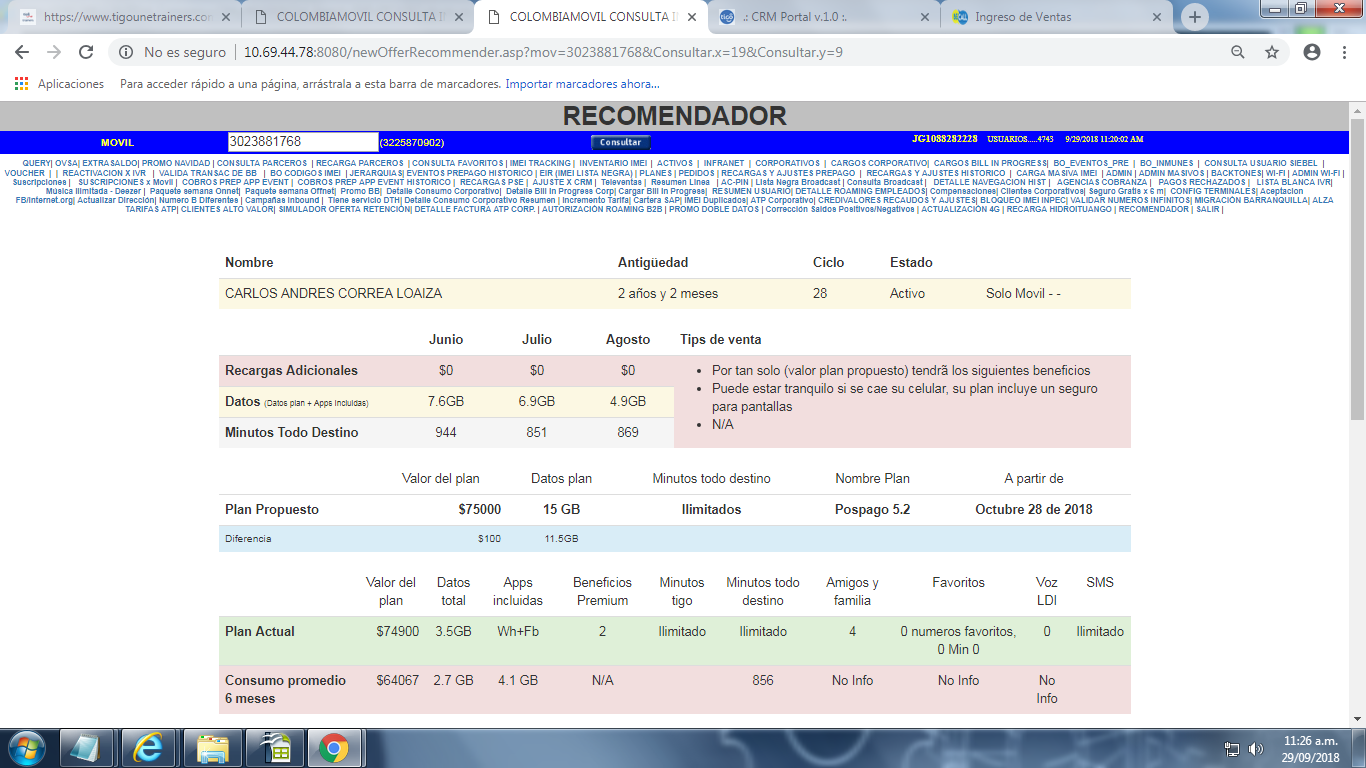 https://www.tigounetrainers.com
COLOMBIAMOVIL CONSULTA I
COLOMBIAMOVIL CONSULTA I
.: CRM Portal v.1.0 :.
Ingreso de Ventas
No es seguro | 10.69.44.78:8080/newOfferRecommender.asp?mov=3023881768&Consultar.x=19&Consultar.y=9
Aplicaciones Para acceder rápido a una página, arrástrala a esta barra de marcadores. Importar marcadores ahora...
RECOMENDADOR
MOVIL 3023881768 (3225870902) Consultar JG1088282228 USUARIOS.....4743 9/29/2018 11:20:02 AM
QUERY| OVSA| EXTRASALDO| PROMO NAVIDAD | CONSULTA PARCEROS | RECARGA PARCEROS | CONSULTA FAVORITOS | IMEI TRACKING | INVENTARIO IMEI | ACTIVOS | INFRANET | CORPORATIVOS | CARGOS CORPORATIVO| CARGOS BILL IN PROGRESS| BO_EVENTOS_PRE | BO_INMUNES | CONSULTA USUARIO SIEBEL |
VOUCHER | | REACTIVACION X IVR | VALIDA TRANSAC DE BB | BO CODIGOS IMEI | JERARQUIAS| EVENTOS PREPAGO HISTORICO | EIR (IMEI LISTA NEGRA) | PLANES | PEDIDOS | RECARGAS Y AJUSTES PREPAGO | RECARGAS Y AJUSTES HISTORICO | CARGA MASIVA IMEI | ADMIN | ADMIN MASIVOS | BACKTONES| WI-FI | ADMIN WI-FI |
Suscripciones | SUSCRIPCIONES x Movil | COBROS PREP APP EVENT | COBROS PREP APP EVENT HISTORICO | RECARGAS PSE | AJUSTE X CRM | Televentas | Resumen Linea | AC-PIN | Lista Negra Broadcast | Consulta Broadcast | DETALLE NAVEGACION HIST | AGENCIAS COBRANZA | PAGOS RECHAZADOS | LISTA BLANCA IVR|
Musica Ilimitada - Deezer | Paquete semana Onnet| Paquete semana Offnet| Promo BB| Detalle Consumo Corporativo| Detalle Bill In Progress Corp| Cargar Bill In Progress| RESUMEN USUARIO| DETALLE ROAMING EMPLEADOS| Compensaciones| Clientes Corporativos| Seguro Gratis x 6 m| CONFIG TERMINALES| Aceptacion
FB/Internet.org| Actualizar Dirección| Numero B Diferentes | Campañas Inbound | Tiene servicio DTH| Detalle Consumo Corporativo Resumen | Incremento Tarifa| Cartera SAP| IMEI Duplicados| ATP Corporativo| CREDIVALORES RECAUDOS Y AJUSTES| BLOQUEO IMEI INPEC| VALIDAR NUMEROS INFINITOS| MIGRACIÓN BARRANQUILLA| ALZA
TARIFAS ATP| CLIENTES ALTO VALOR| SIMULADOR OFERTA RETENCIÓN| DETALLE FACTURA ATP CORP. | AUTORIZACIÓN ROAMING B2B | PROMO DOBLE DATOS | Corrección Saldos Positivos/Negativos | ACTUALIZACIÓN 4G | RECARGA HIDROITUANGO | RECOMENDADOR | SALIR |
Nombre Antigüedad Ciclo Estado
CARLOS ANDRES CORREA LOAIZA 2 años y 2 meses 28 Activo Solo Movil - -
Junio Julio Agosto Tips de venta
Recargas Adicionales $0 $0 $0
Datos (Datos plan + Apps Incluidas) 7.6GB 6.9GB 4.9GB
Minutos Todo Destino 944 851 869
• Por tan solo (valor plan propuesto) tendrã los siguientes beneficios
• Puede estar tranquilo si se cae su celular, su plan incluye un seguro
para pantallas
• N/A
Valor del plan Datos plan Minutos todo destino Nombre Plan A partir de
Plan Propuesto $75000 15 GB Ilimitados Pospago 5.2 Octubre 28 de 2018
Diferencia $100 11.5GB
Valor del plan Datos total Apps incluidas Beneficios Premium Minutos tigo Minutos todo destino Amigos y familia Favoritos Voz LDI SMS
Plan Actual $74900 3.5GB Wh+Fb 2 Ilimitado Ilimitado 4 0 numeros favoritos, 0 Min 0 0 Ilimitado
Consumo promedio 6 meses $64067 2.7 GB 4.1 GB N/A 856 No Info No Info No Info
11:26 a.m.
29/09/2018